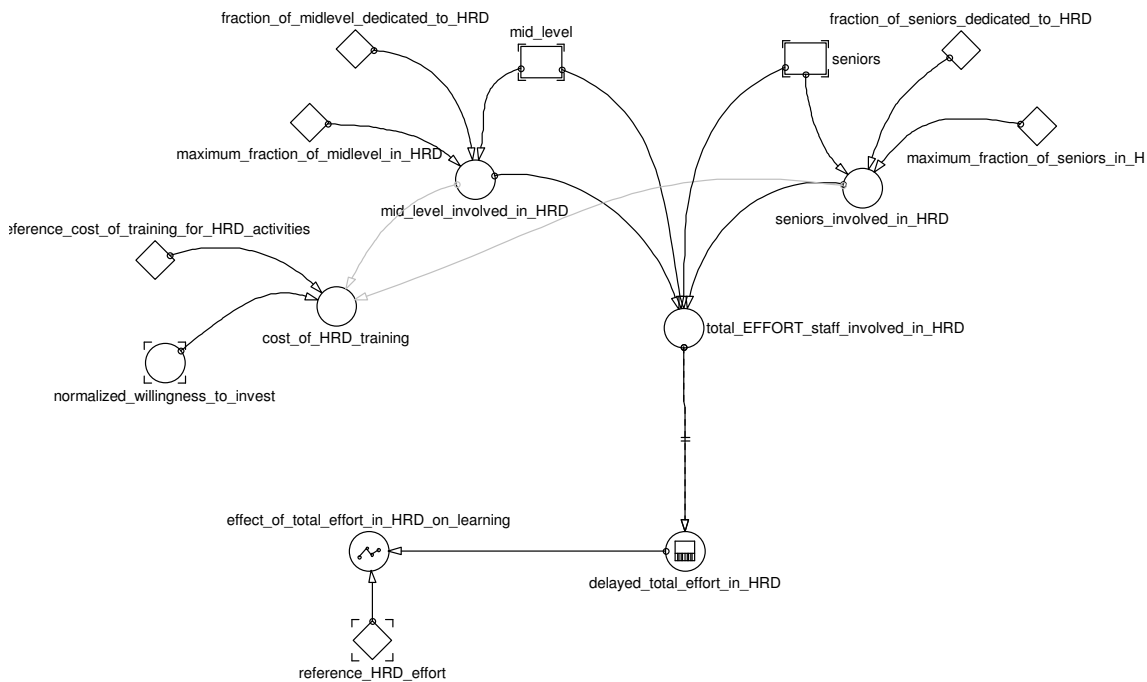 fraction_of_midlevel_dedicated_to_HRD
fraction_of_seniors_dedicated_to_HRD
mid_level
seniors
maximum_fraction_of_midlevel_in_HRD
maximum_fraction_of_seniors_in_H
mid_level_involved_in_HRD
seniors_involved_in_HRD
eference_cost_of_training_for_HRD_activities
total_EFFORT_staff_involved_in_HRD
cost_of_HRD_training
normalized_willingness_to_invest
effect_of_total_effort_in_HRD_on_learning
delayed_total_effort_in_HRD
reference_HRD_effort